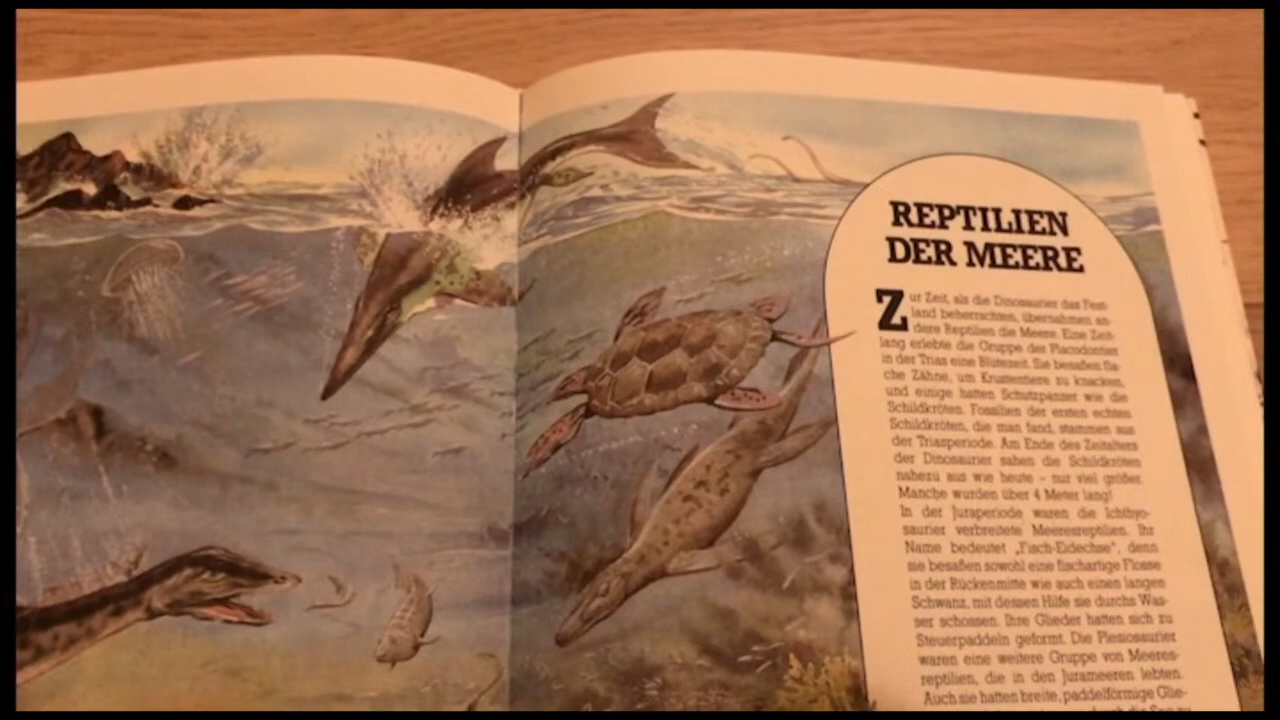 REPTILIEN
DER MEERE
Zur Zeit, als die Dinosaurier das Fest-
land beherrschten, übernahmen an-
dere Reptilien die Meere. Eine Zeit-
lang erlebte die Gruppe der Placodontier
in der Trias eine Blütezeit. Sie besaßen fla-
che Zähne, um Krustentiere zu knacken,
und einige hatten Schutzpanzer wie die
Schildkröten. Fossilien der ersten echten
Schildkröten, die man fand, stammen aus
der Triasperiode. Am Ende des Zeitalters
der Dinosaurier sahen die Schildkröten
nahezu aus wie heute – nur viel größer.
Manche wurden über 4 Meter lang!
In der Juraperiode waren die Ichthyo-
saurier verbreitete Meeresreptilien. Ihr
Name bedeutet „Fisch-Eidechse“, denn
sie besaßen sowohl eine fischartige Flosse
in der Rückenmitte wie auch einen langen
Schwanz, mit dessen Hilfe sie durchs Was-
ser schossen. Ihre Glieder hatten sich zu
Steuerpaddeln geformt. Die Plesiosaurier
waren eine weitere Gruppe von Meeres-
reptilien, die in den Jurameeren lebten.
Auch sie hatten breite, paddelförmige Glie-